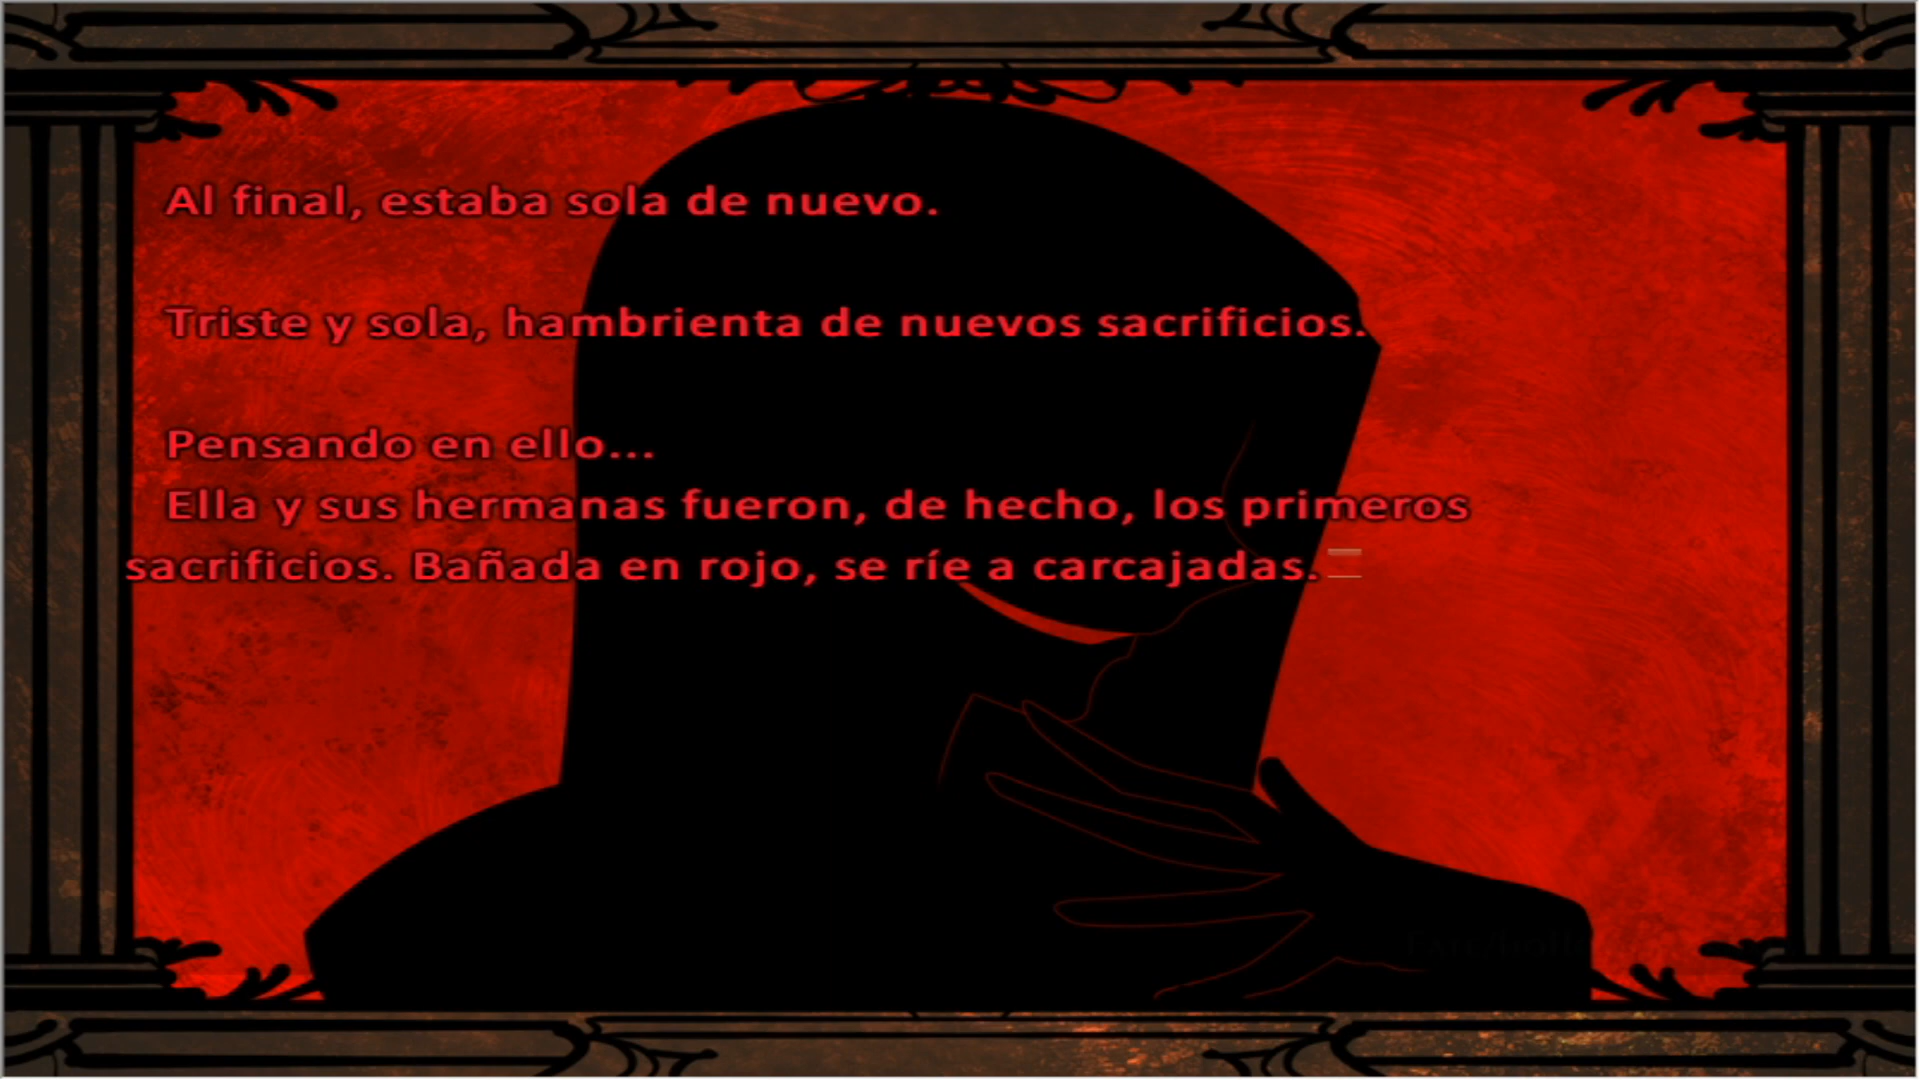 Al final, estaba sola de nuevo.
Triste y sola, hambrienta de nuevos sacrificios.
Pensando en ello...
Ella y sus hermanas fueron, de hecho, los primeros
sacrificios. Bañada en rojo, se ríe a carcajadas.